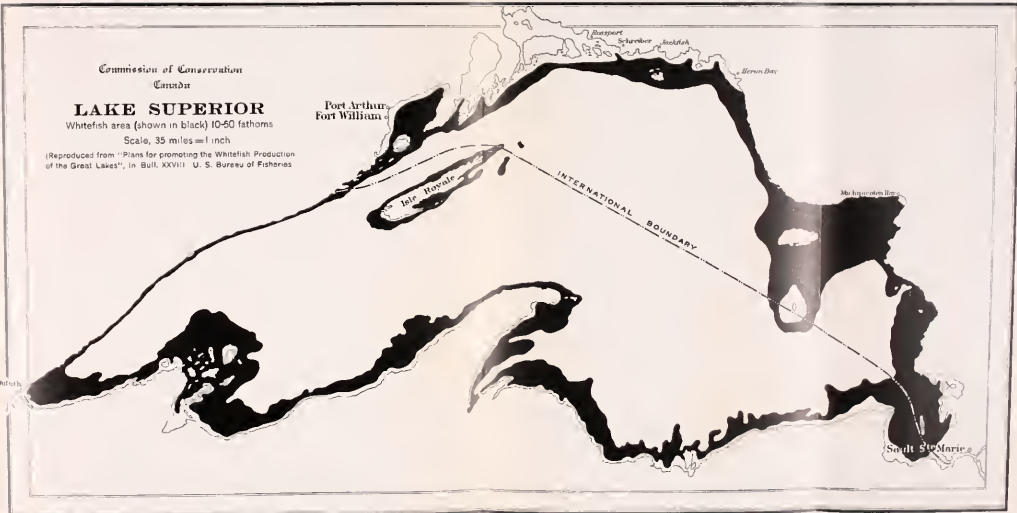 Commission of Conservation
Canada
LAKE SUPERIOR
Whitefish area (shown in black) 10-50 fathoms
Scale, 35 miles = 1 inch
(Reproduced from "Plans for promoting the Whitefish Production
of the Great Lakes", in Bull. XXVIII U. S. Bureau of Fisheries
Port Arthur
Fort William
Rossport
Schreiber
Jackfish
Heron Bay
Isle Royale
INTERNATIONAL BOUNDARY
Michipicoten Hbr.
Sault Ste Marie